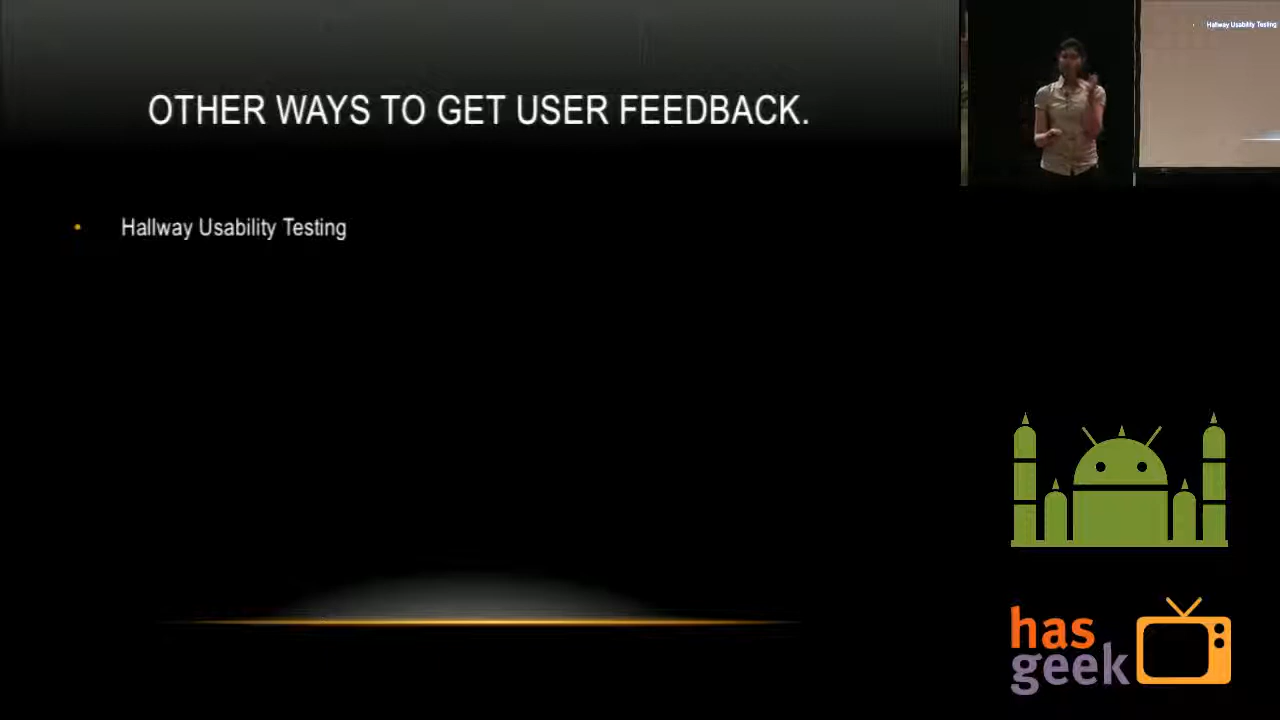 OTHER WAYS TO GET USER FEEDBACK.
• Hallway Usability Testing
Hallway Usability Testing
has
geek